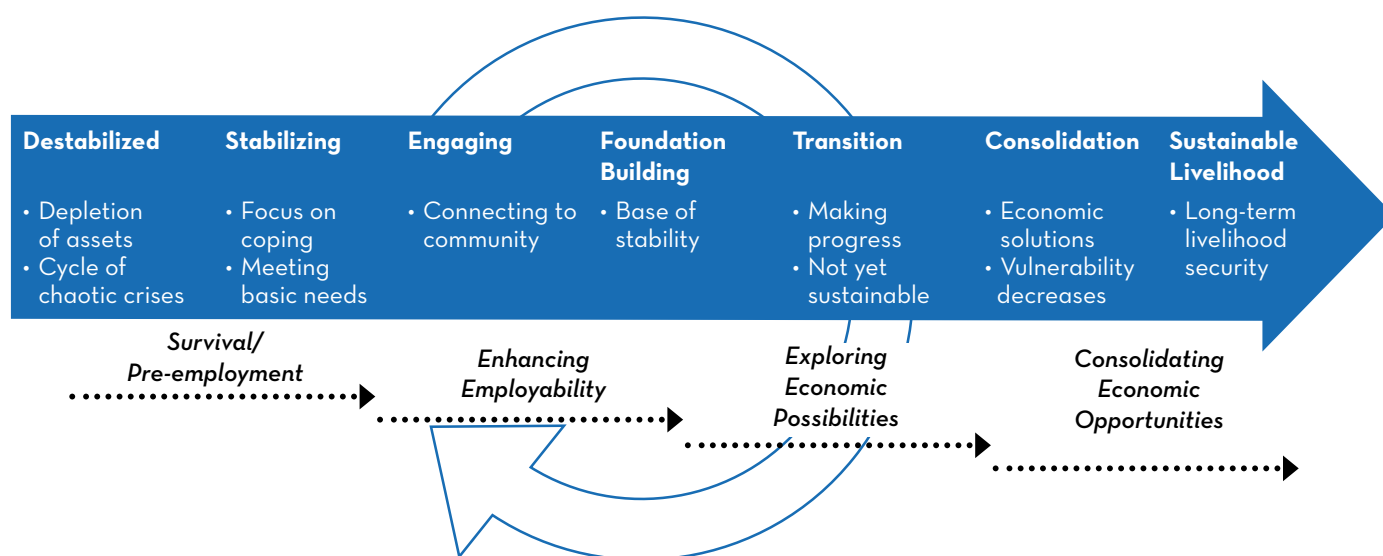 Destabilized
• Depletion
of assets
• Cycle of
chaotic crises
Stabilizing
• Focus on
coping
• Meeting
basic needs
Engaging
• Connecting to
community
Foundation
Building
• Base of
stability
Transition
• Making
progress
• Not yet
sustainable
Consolidation
• Economic
solutions
• Vulnerability
decreases
Sustainable
Livelihood
• Long-term
livelihood
security
Survival/
Pre-employment
Enhancing
Employability
Exploring
Economic
Possibilities
Consolidating
Economic
Opportunities